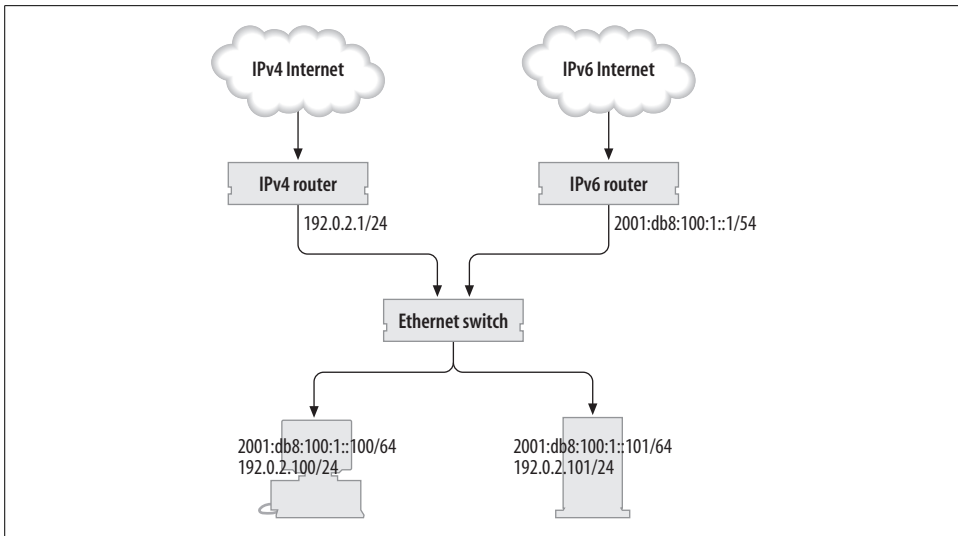 IPv4 Internet
IPv6 Internet
IPv4 router
IPv6 router
192.0.2.1/24
2001:db8:100:1::1/54
Ethernet switch
2001:db8:100:1::100/64
192.0.2.100/24
2001:db8:100:1::101/64
192.0.2.101/24